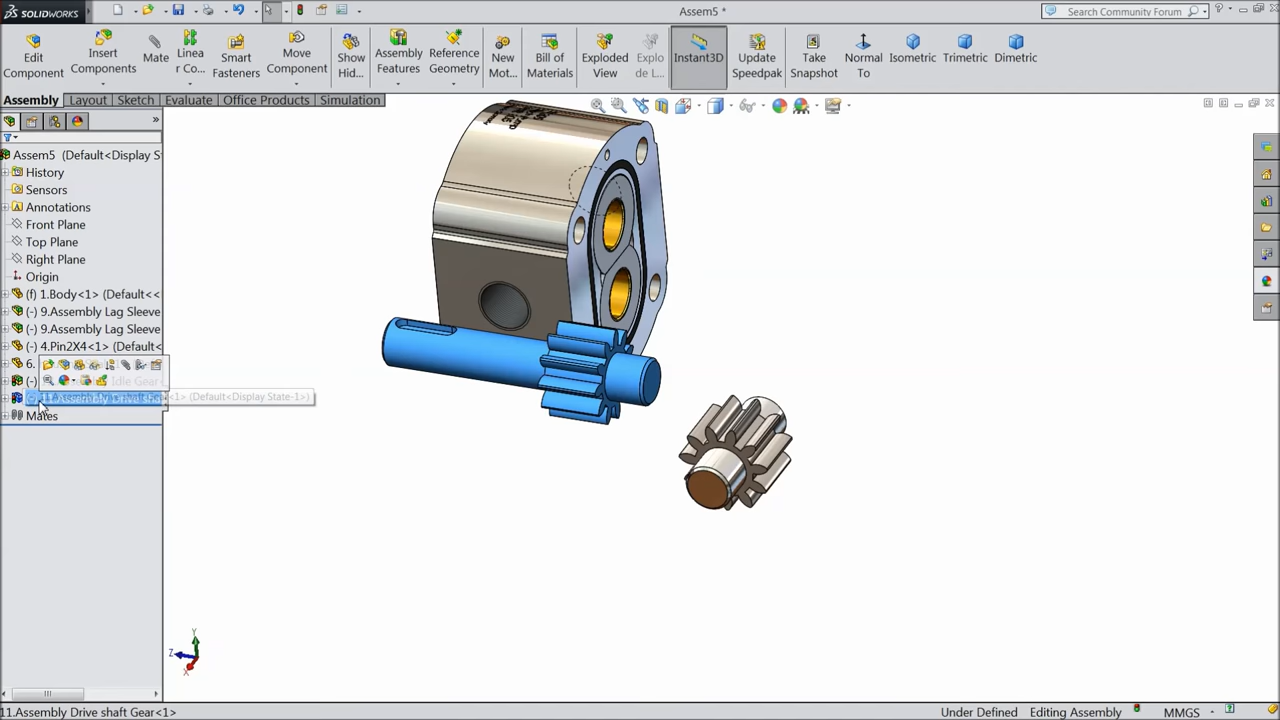 SOLIDWORKS
Assem5 *
Search Community Forum
Edit Component
Insert Components
Mate
Linea r Co...
Smart Fasteners
Move Component
Show Hid...
Assembly Features
Reference Geometry
New Mot...
Bill of Materials
Exploded View
Explo de L...
Instant3D
Update Speedpak
Take Snapshot
Normal To
Isometric
Trimetric
Dimetric
Assembly
Layout
Sketch
Evaluate
Office Products
Simulation
Assem5 (Default<Display S
History
Sensors
Annotations
Front Plane
Top Plane
Right Plane
Origin
(f) 1.Body<1> (Default<<
(-) 9.Assembly Lag Sleeve
(-) 9.Assembly Lag Sleeve
(-) 4.Pin2X4<1> (Default<
6.
(-) Idle Gear<
11.Assembly Drive shaft Gear<1> (Default<Display State-1>)
Mates
Y
Z
X
11.Assembly Drive shaft Gear<1>
Under Defined
Editing Assembly
MMGS